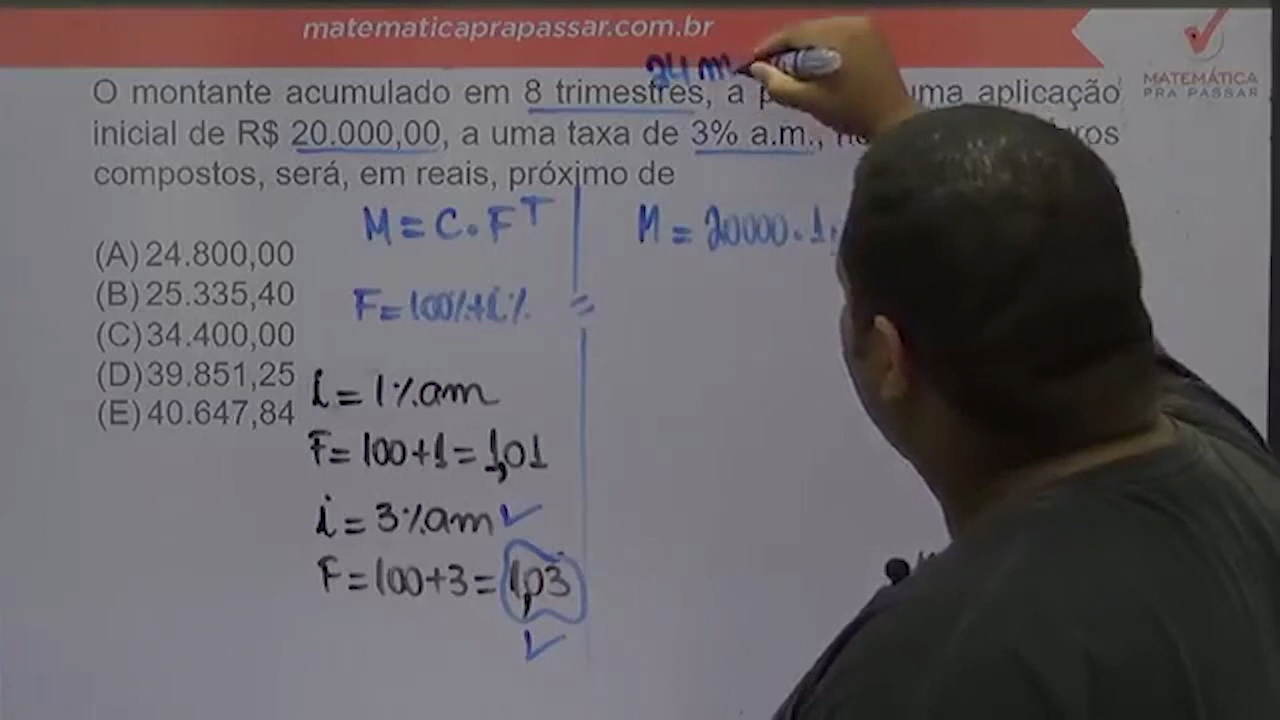 matematicaprapassar.com.br
MATEMÁTICA
PRA PASSAR
24 m
O montante acumulado em 8 trimestres, a uma aplicação
inicial de R$ 20.000,00, a uma taxa de 3% a.m.,
compostos, será, em reais, próximo de
(A) 24.800,00
(B) 25.335,40
(C) 34.400,00
(D) 39.851,25
(E) 40.647,84
M = C . F^T
F = 100% + i%
i = 1% am
F = 100 + 1 = 1,01
i = 3% am
F = 100 + 3 = 1,03
M = 20000 . 1,